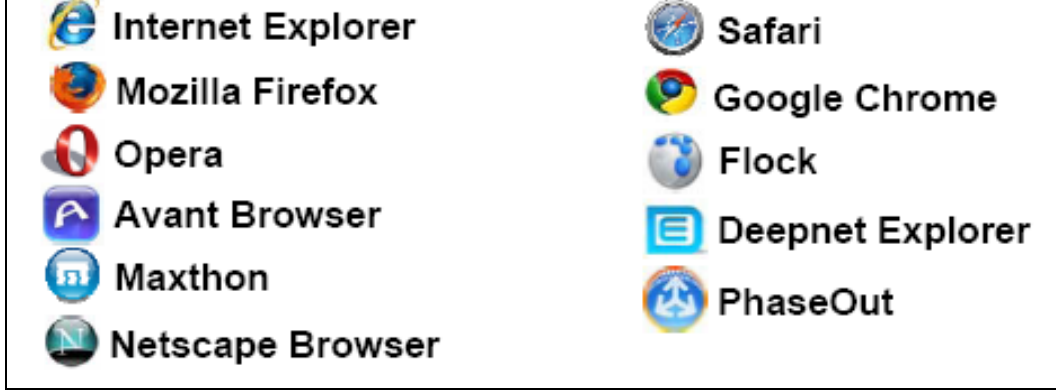 Internet Explorer
Mozilla Firefox
Opera
Avant Browser
Maxthon
Netscape Browser
Safari
Google Chrome
Flock
Deepnet Explorer
PhaseOut